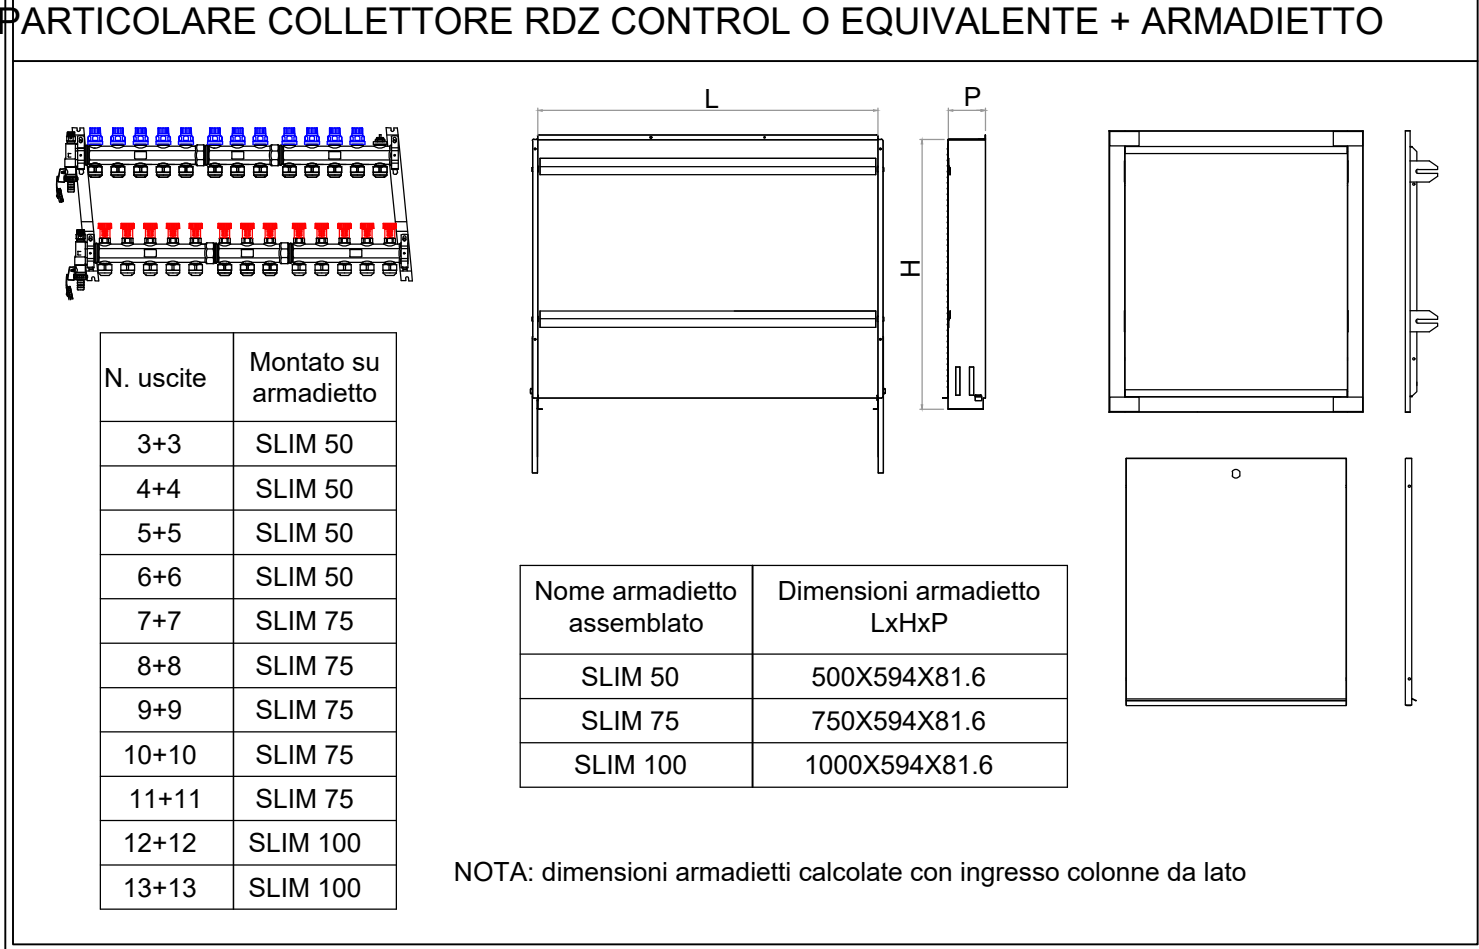 PARTICOLARE COLLETTORE RDZ CONTROL O EQUIVALENTE + ARMADIETTO
L
P
H
N. uscite
Montato su
armadietto
3+3 SLIM 50
4+4 SLIM 50
5+5 SLIM 50
6+6 SLIM 50
7+7 SLIM 75
8+8 SLIM 75
9+9 SLIM 75
10+10 SLIM 75
11+11 SLIM 75
12+12 SLIM 100
13+13 SLIM 100
Nome armadietto
assemblato
Dimensioni armadietto
LxHxP
SLIM 50 500X594X81.6
SLIM 75 750X594X81.6
SLIM 100 1000X594X81.6
NOTA: dimensioni armadietti calcolate con ingresso colonne da lato